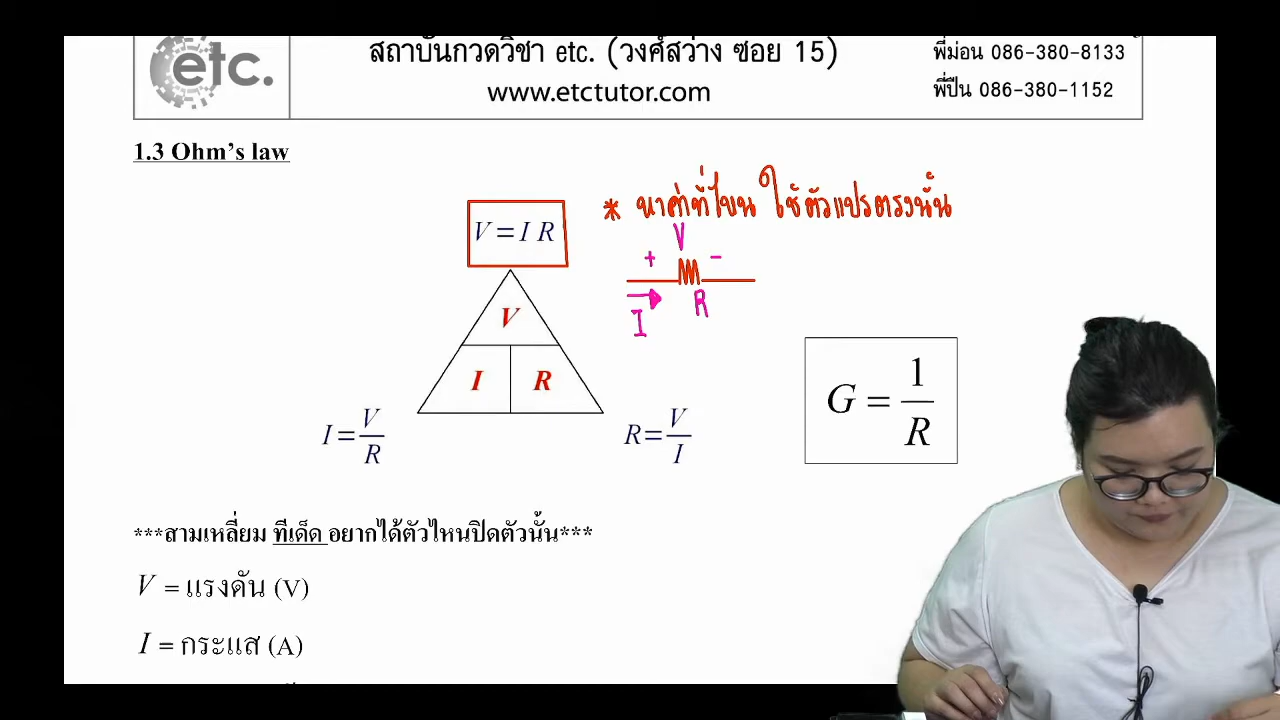 etc.
สถาบันกวดวิชา etc. (วงศ์สว่าง ซอย 15)
www.etctutor.com
พี่ม่อน 086-380-8133
พี่ปืน 086-380-1152
1.3 Ohm's law
* หาค่าที่ไหน ใช้ตัวแปรตรงนั้น
V = I R
V
+ -
I
R
V
I R
I = V/R
R = V/I
G = 1/R
***สามเหลี่ยม ทีเด็ด อยากได้ตัวไหนปิดตัวนั้น***
V = แรงดัน (V)
I = กระแส (A)